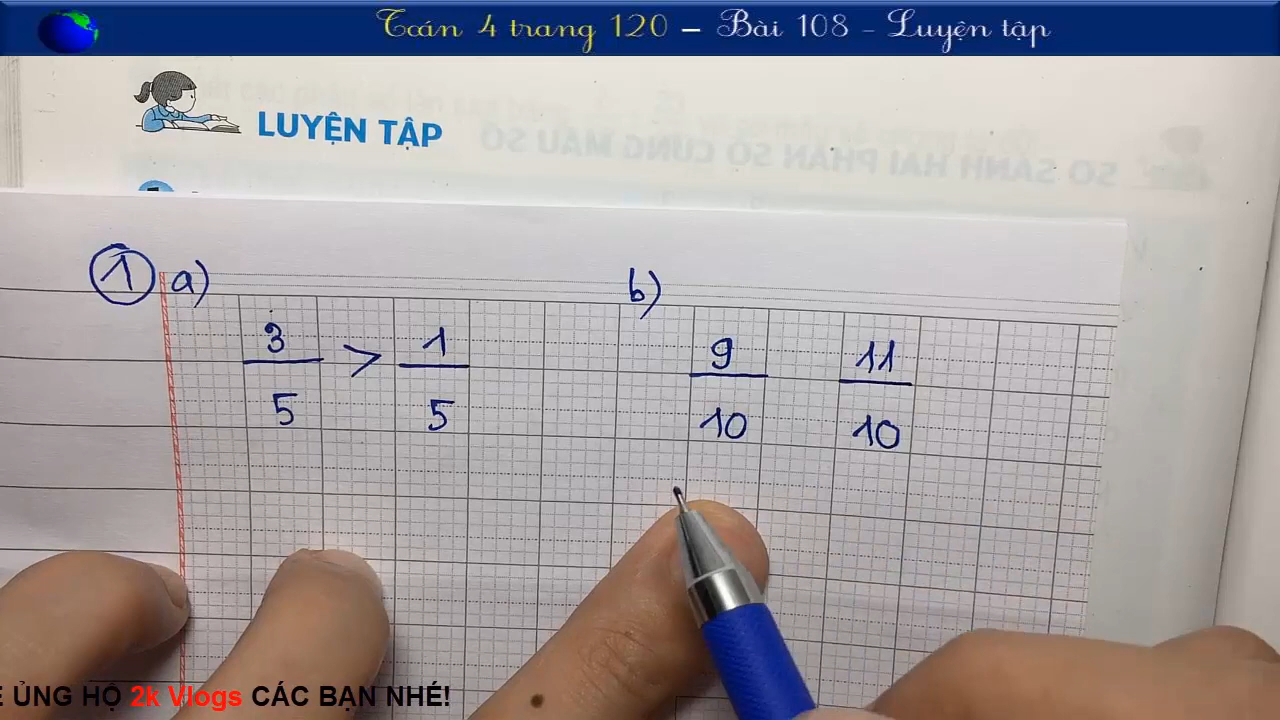 Toán 4 trang 120 – Bài 108 – Luyện tập
LUYỆN TẬP
SO SÁNH HAI PHÂN SỐ CÙNG MẪU SỐ
1 a)
3/5 > 1/5
b)
9/10 11/10
ỦNG HỘ 2k Vlogs CÁC BẠN NHÉ!